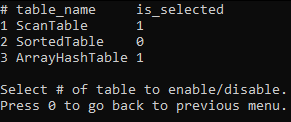 # table_name is_selected
1 ScanTable 1
2 SortedTable 0
3 ArrayHashTable 1
Select # of table to enable/disable.
Press 0 to go back to previous menu.